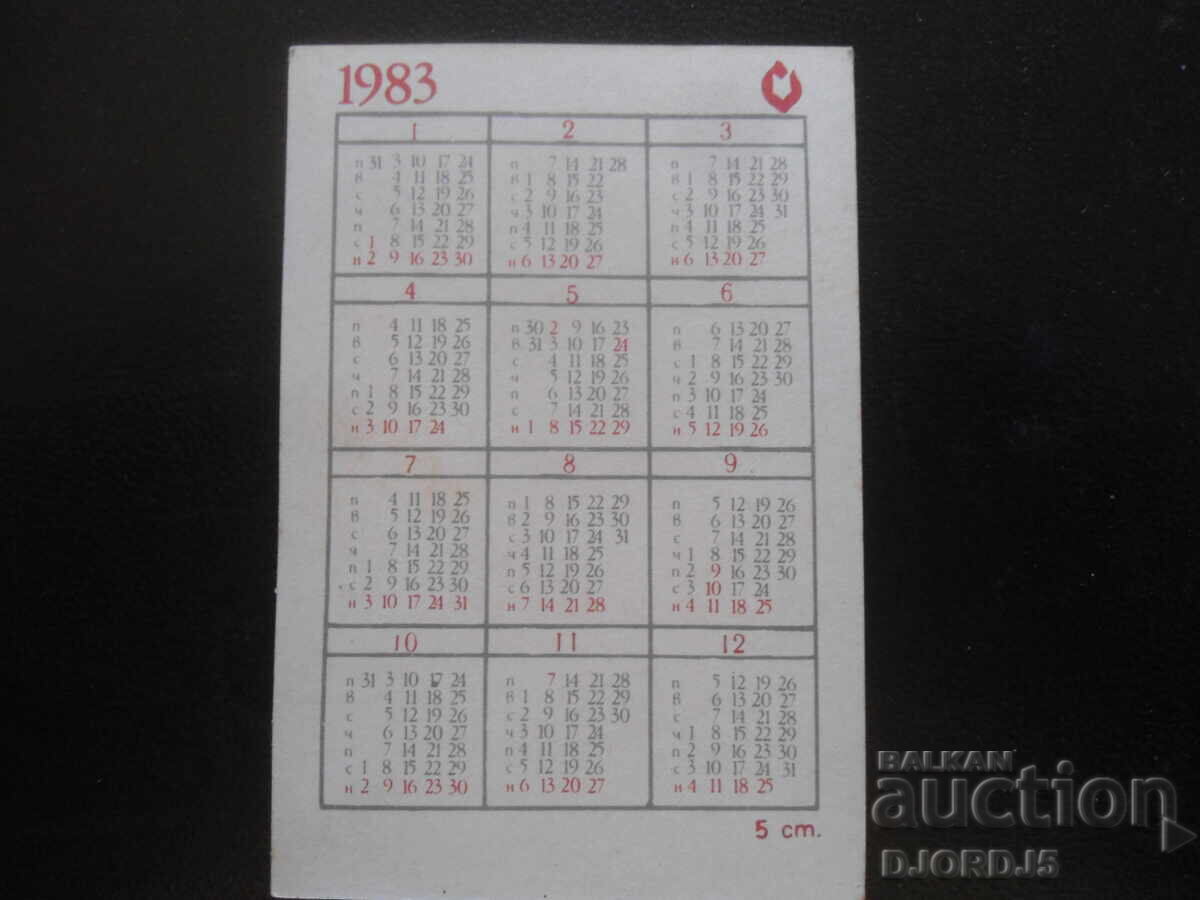 1983
1 2 3
п 31 3 10 17 24 п 7 14 21 28 п 7 14 21 28
в 4 11 18 25 в 1 8 15 22 в 1 8 15 22 29
с 5 12 19 26 с 2 9 16 23 с 2 9 16 23 30
ч 6 13 20 27 ч 3 10 17 24 ч 3 10 17 24 31
п 7 14 21 28 п 4 11 18 25 п 4 11 18 25
с 1 8 15 22 29 с 5 12 19 26 с 5 12 19 26
н 2 9 16 23 30 н 6 13 20 27 н 6 13 20 27
4 5 6
п 4 11 18 25 п 30 2 9 16 23 п 6 13 20 27
в 5 12 19 26 в 31 3 10 17 24 в 7 14 21 28
с 6 13 20 27 с 4 11 18 25 с 1 8 15 22 29
ч 7 14 21 28 ч 5 12 19 26 ч 2 9 16 23 30
п 1 8 15 22 29 п 6 13 20 27 п 3 10 17 24
с 2 9 16 23 30 с 7 14 21 28 с 4 11 18 25
н 3 10 17 24 н 1 8 15 22 29 н 5 12 19 26
7 8 9
п 4 11 18 25 п 1 8 15 22 29 п 5 12 19 26
в 5 12 19 26 в 2 9 16 23 30 в 6 13 20 27
с 6 13 20 27 с 3 10 17 24 31 с 7 14 21 28
ч 7 14 21 28 ч 4 11 18 25 ч 1 8 15 22 29
п 1 8 15 22 29 п 5 12 19 26 п 2 9 16 23 30
с 2 9 16 23 30 с 6 13 20 27 с 3 10 17 24
н 3 10 17 24 31 н 7 14 21 28 н 4 11 18 25
10 11 12
п 31 3 10 17 24 п 7 14 21 28 п 5 12 19 26
в 4 11 18 25 в 1 8 15 22 29 в 6 13 20 27
с 5 12 19 26 с 2 9 16 23 30 с 7 14 21 28
ч 6 13 20 27 ч 3 10 17 24 ч 1 8 15 22 29
п 7 14 21 28 п 4 11 18 25 п 2 9 16 23 30
с 1 8 15 22 29 с 5 12 19 26 с 3 10 17 24 31
н 2 9 16 23 30 н 6 13 20 27 н 4 11 18 25
5 cm.
BALKAN
auction
DJORDJ5